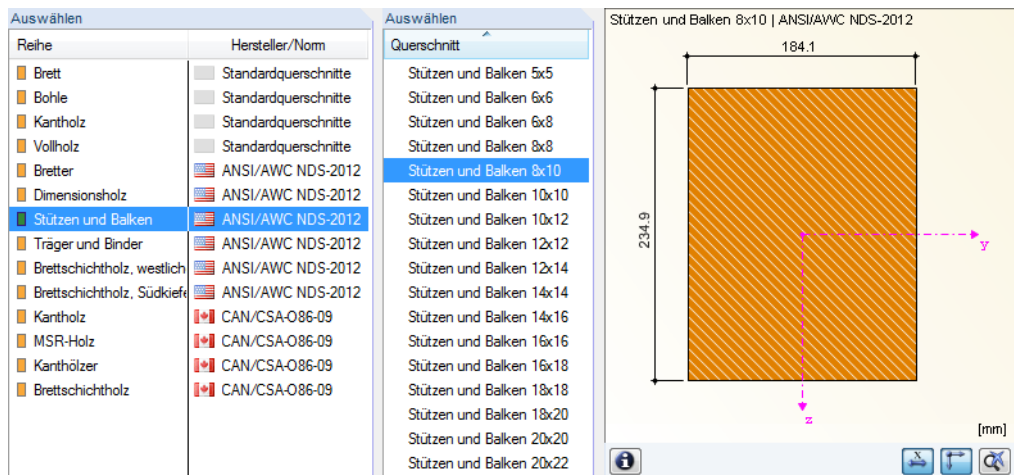 Auswählen
Reihe Hersteller/Norm
Brett Standardquerschnitte
Bohle Standardquerschnitte
Kantholz Standardquerschnitte
Vollholz Standardquerschnitte
Bretter ANSI/AWC NDS-2012
Dimensionsholz ANSI/AWC NDS-2012
Stützen und Balken ANSI/AWC NDS-2012
Träger und Binder ANSI/AWC NDS-2012
Brettschichtholz, westlich ANSI/AWC NDS-2012
Brettschichtholz, Südkiefe ANSI/AWC NDS-2012
Kantholz CAN/CSA-O86-09
MSR-Holz CAN/CSA-O86-09
Kanthölzer CAN/CSA-O86-09
Brettschichtholz CAN/CSA-O86-09
Auswählen
Querschnitt
Stützen und Balken 5x5
Stützen und Balken 6x6
Stützen und Balken 6x8
Stützen und Balken 8x8
Stützen und Balken 8x10
Stützen und Balken 10x10
Stützen und Balken 10x12
Stützen und Balken 12x12
Stützen und Balken 12x14
Stützen und Balken 14x14
Stützen und Balken 14x16
Stützen und Balken 16x16
Stützen und Balken 16x18
Stützen und Balken 18x18
Stützen und Balken 18x20
Stützen und Balken 20x20
Stützen und Balken 20x22
Stützen und Balken 8x10 | ANSI/AWC NDS-2012
184.1
234.9
y
z
[mm]